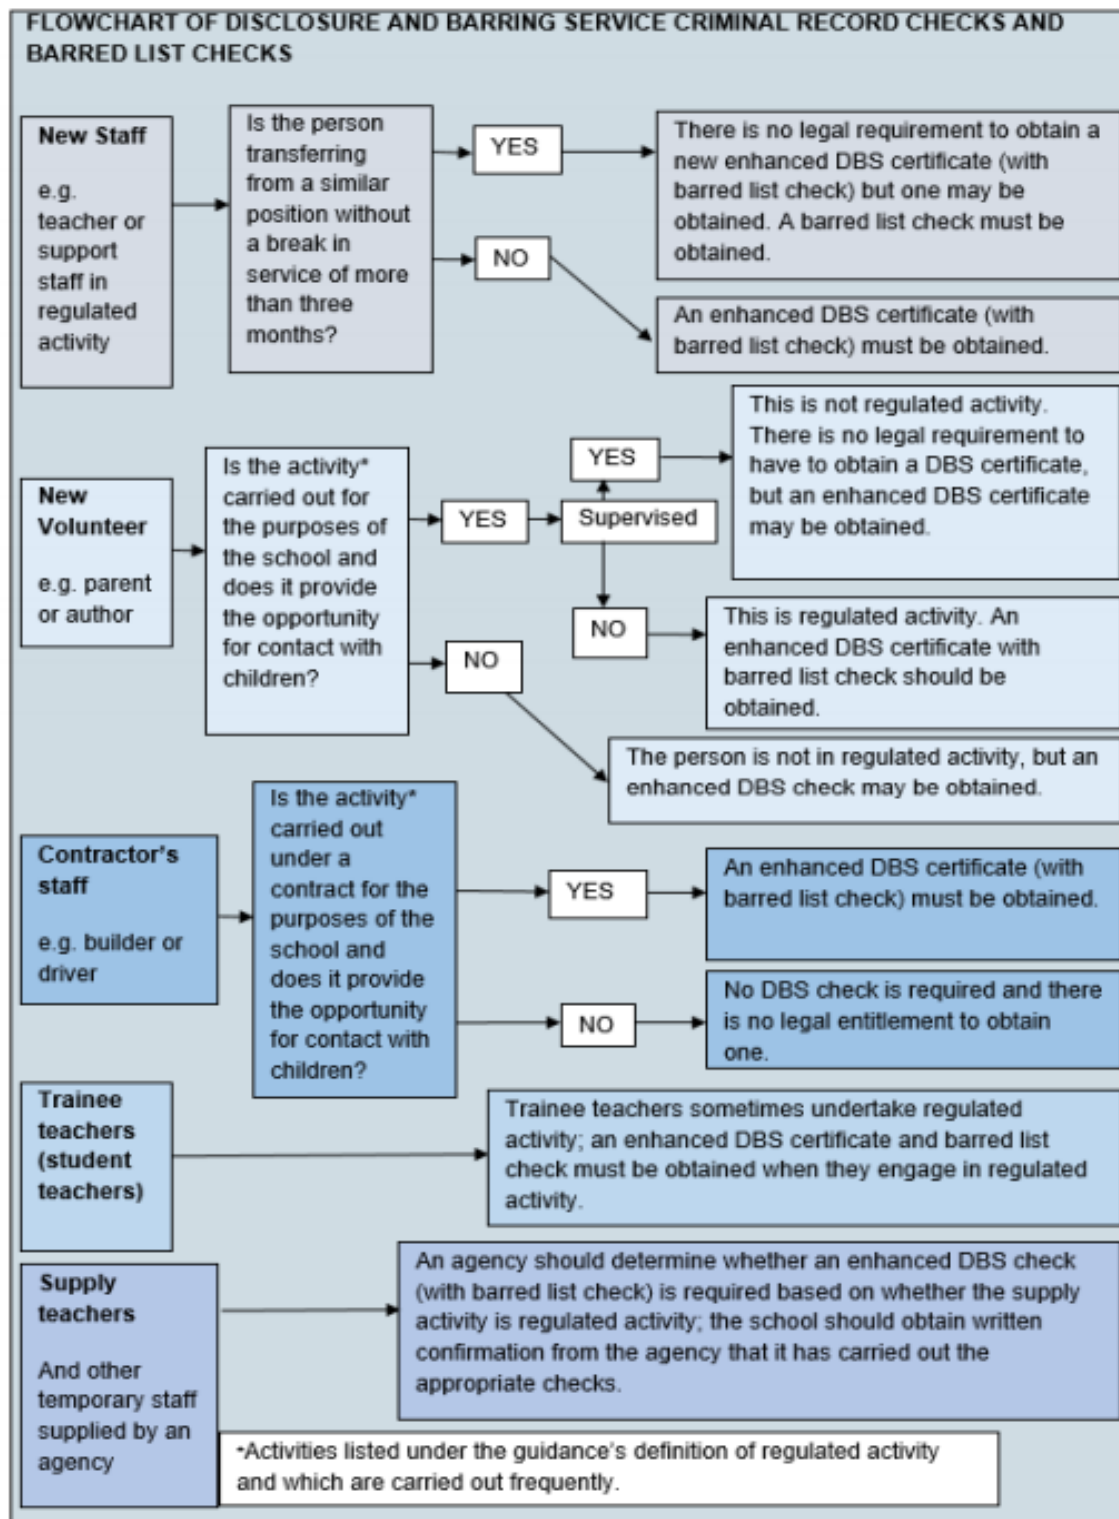 FLOWCHART OF DISCLOSURE AND BARRING SERVICE CRIMINAL RECORD CHECKS AND
BARRED LIST CHECKS
New Staff
e.g.
teacher or
support
staff in
regulated
activity
Is the person
transferring
from a similar
position without
a break in
service of more
than three
months?
YES
There is no legal requirement to obtain a
new enhanced DBS certificate (with
barred list check) but one may be
obtained. A barred list check must be
obtained.
NO
An enhanced DBS certificate (with
barred list check) must be obtained.
New
Volunteer
e.g. parent
or author
Is the activity*
carried out for
the purposes of
the school and
does it provide
the opportunity
for contact with
children?
YES
Supervised
YES
This is not regulated activity.
There is no legal requirement to
have to obtain a DBS certificate,
but an enhanced DBS certificate
may be obtained.
NO
This is regulated activity. An
enhanced DBS certificate with
barred list check should be
obtained.
NO
The person is not in regulated activity, but an
enhanced DBS check may be obtained.
Contractor's
staff
e.g. builder or
driver
Is the activity*
carried out
under a
contract for the
purposes of the
school and
does it provide
the opportunity
for contact with
children?
YES
An enhanced DBS certificate (with
barred list check) must be obtained.
NO
No DBS check is required and there
is no legal entitlement to obtain
one.
Trainee
teachers
(student
teachers)
Trainee teachers sometimes undertake regulated
activity; an enhanced DBS certificate and barred list
check must be obtained when they engage in regulated
activity.
Supply
teachers
And other
temporary staff
supplied by an
agency
An agency should determine whether an enhanced DBS check
(with barred list check) is required based on whether the supply
activity is regulated activity; the school should obtain written
confirmation from the agency that it has carried out the
appropriate checks.
*Activities listed under the guidance's definition of regulated activity
and which are carried out frequently.